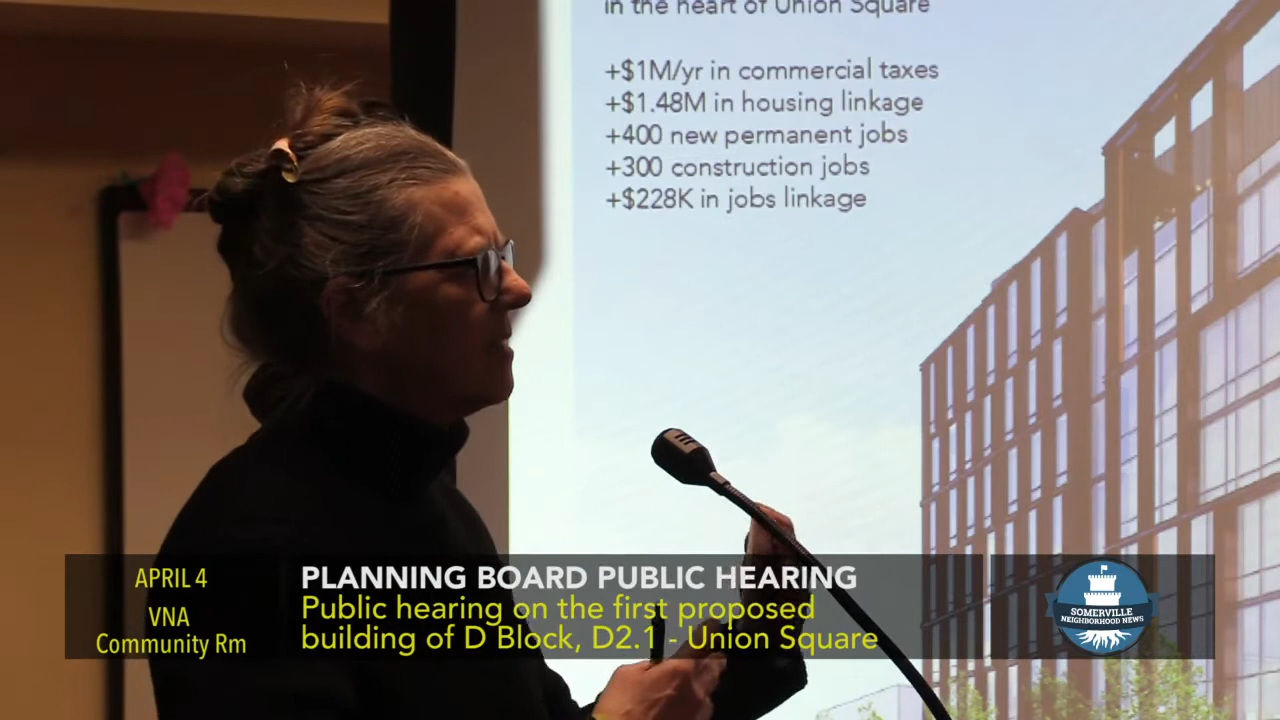 in the heart of Union Square
+$1M/yr in commercial taxes
+$1.48M in housing linkage
+400 new permanent jobs
+300 construction jobs
+$228K in jobs linkage
APRIL 4
VNA
Community Rm
PLANNING BOARD PUBLIC HEARING
Public hearing on the first proposed
building of D Block, D2.1 - Union Square
SOMERVILLE
NEIGHBORHOOD NEWS